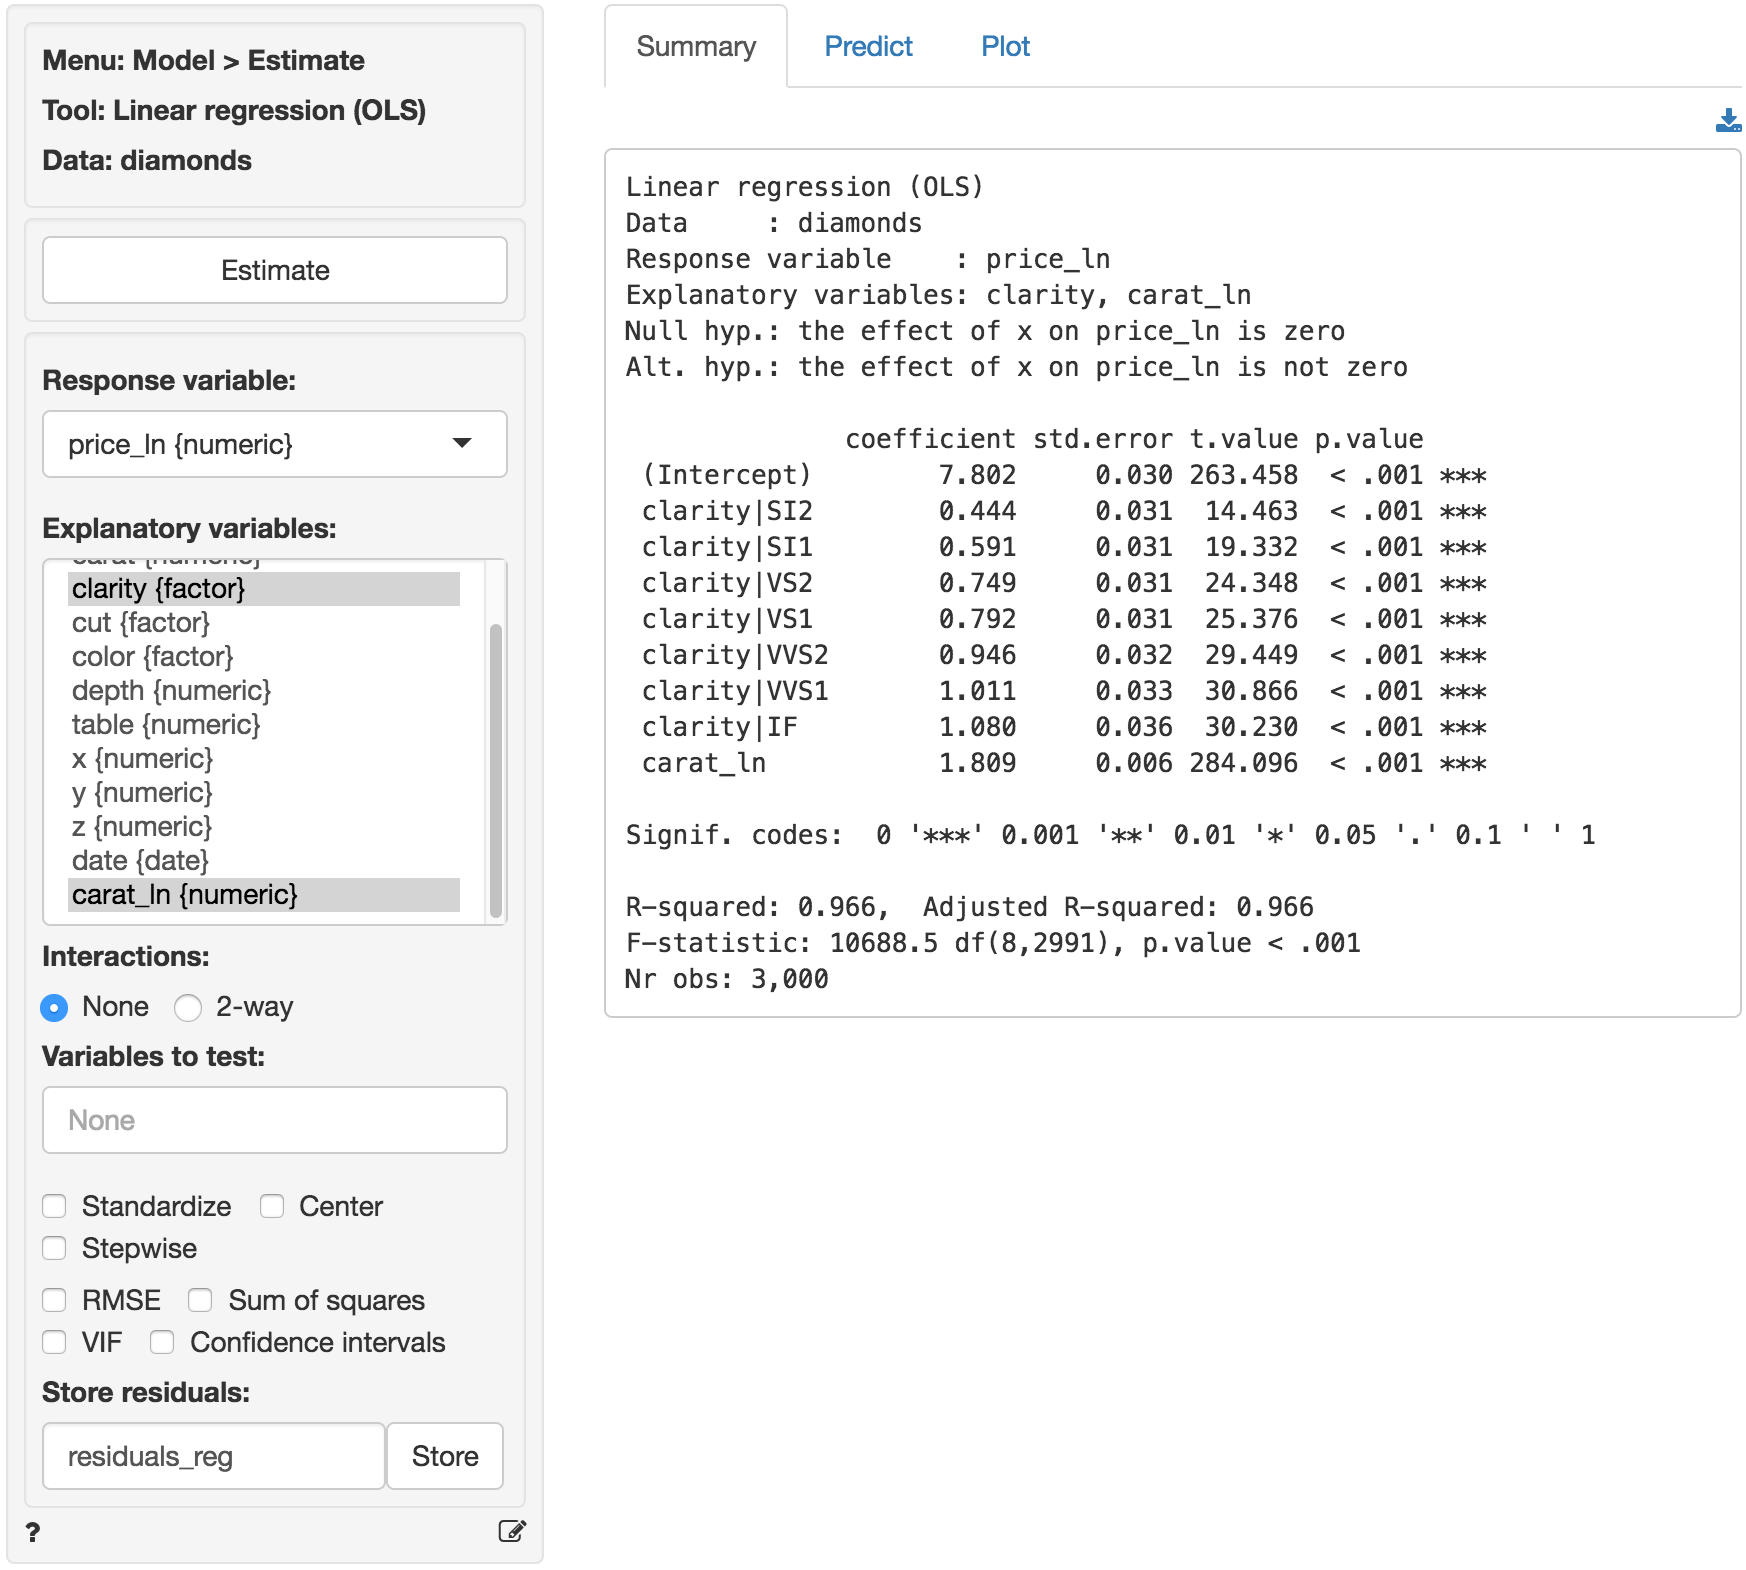 Menu: Model > Estimate
Tool: Linear regression (OLS)
Data: diamonds
Estimate
Response variable:
price_ln {numeric}
Explanatory variables:
carat {numeric}
clarity {factor}
cut {factor}
color {factor}
depth {numeric}
table {numeric}
x {numeric}
y {numeric}
z {numeric}
date {date}
carat_ln {numeric}
Interactions:
None 2-way
Variables to test:
None
Standardize Center
Stepwise
RMSE Sum of squares
VIF Confidence intervals
Store residuals:
residuals_reg Store
?
Summary Predict Plot
Linear regression (OLS)
Data     : diamonds
Response variable    : price_ln
Explanatory variables: clarity, carat_ln
Null hyp.: the effect of x on price_ln is zero
Alt. hyp.: the effect of x on price_ln is not zero
coefficient std.error t.value p.value
(Intercept) 7.802 0.030 263.458 < .001 ***
clarity|SI2 0.444 0.031 14.463 < .001 ***
clarity|SI1 0.591 0.031 19.332 < .001 ***
clarity|VS2 0.749 0.031 24.348 < .001 ***
clarity|VS1 0.792 0.031 25.376 < .001 ***
clarity|VVS2 0.946 0.032 29.449 < .001 ***
clarity|VVS1 1.011 0.033 30.866 < .001 ***
clarity|IF 1.080 0.036 30.230 < .001 ***
carat_ln 1.809 0.006 284.096 < .001 ***
Signif. codes:  0 '***' 0.001 '**' 0.01 '*' 0.05 '.' 0.1 ' ' 1
R-squared: 0.966,  Adjusted R-squared: 0.966
F-statistic: 10688.5 df(8,2991), p.value < .001
Nr obs: 3,000